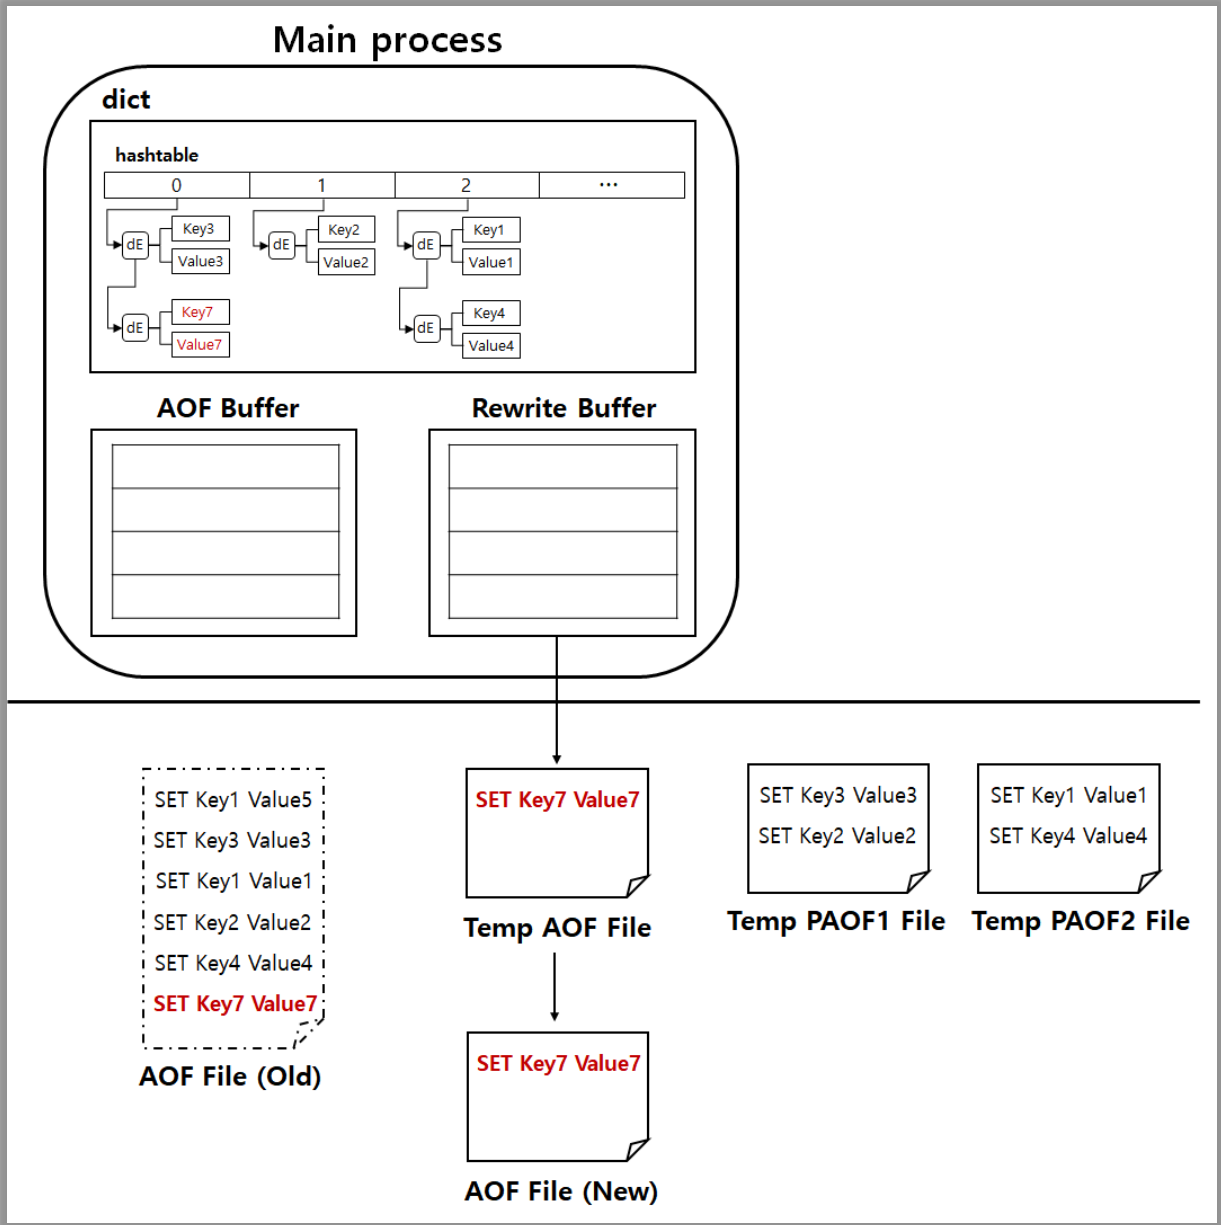 Main process
dict
hashtable
0
1
2
...
dE
Key3
Value3
dE
Key2
Value2
dE
Key1
Value1
dE
Key7
Value7
dE
Key4
Value4
AOF Buffer
Rewrite Buffer
SET Key1 Value5
SET Key3 Value3
SET Key1 Value1
SET Key2 Value2
SET Key4 Value4
SET Key7 Value7
AOF File (Old)
SET Key7 Value7
Temp AOF File
SET Key7 Value7
AOF File (New)
SET Key3 Value3
SET Key2 Value2
Temp PAOF1 File
SET Key1 Value1
SET Key4 Value4
Temp PAOF2 File